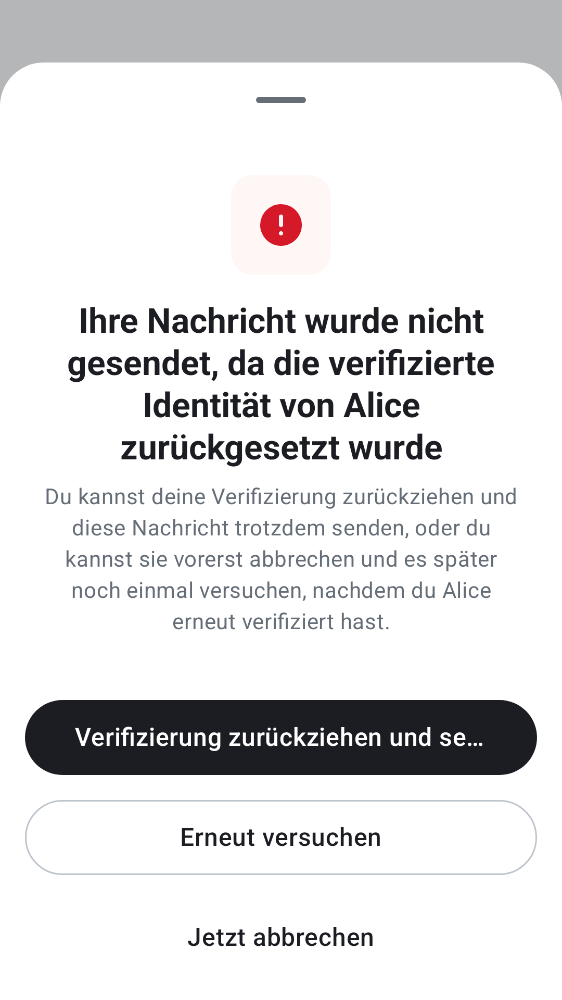 Ihre Nachricht wurde nicht
gesendet, da die verifizierte
Identität von Alice
zurückgesetzt wurde
Du kannst deine Verifizierung zurückziehen und
diese Nachricht trotzdem senden, oder du
kannst sie vorerst abbrechen und es später
noch einmal versuchen, nachdem du Alice
erneut verifiziert hast.
Verifizierung zurückziehen und se…
Erneut versuchen
Jetzt abbrechen